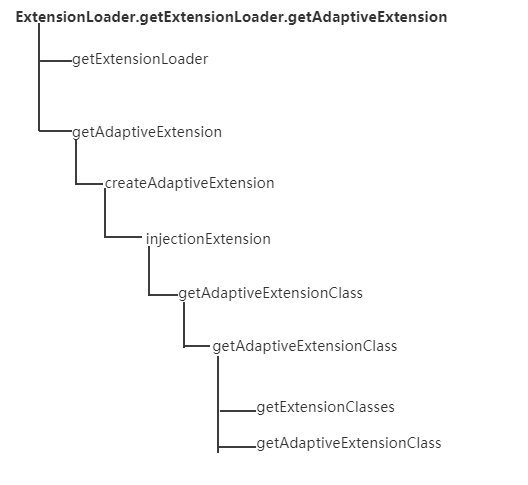 ExtensionLoader.getExtensionLoader.getAdaptiveExtension
getExtensionLoader
getAdaptiveExtension
createAdaptiveExtension
injectionExtension
getAdaptiveExtensionClass
getAdaptiveExtensionClass
getExtensionClasses
getAdaptiveExtensionClass